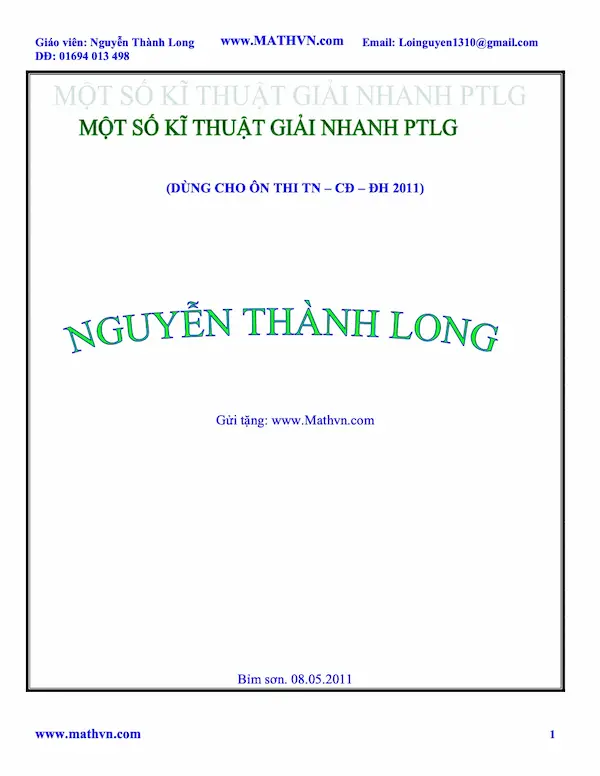 Giáo viên: Nguyễn Thành Long www.MATHVN.com Email: Loinguyen1310@gmail.com
DĐ: 01694 013 498
MỘT SỐ KĨ THUẬT GIẢI NHANH PTLG
MỘT SỐ KĨ THUẬT GIẢI NHANH PTLG
(DÙNG CHO ÔN THI TN – CĐ – ĐH 2011)
NGUYỄN THÀNH LONG
Gửi tặng: www.Mathvn.com
Bỉm sơn. 08.05.2011
www.mathvn.com 1